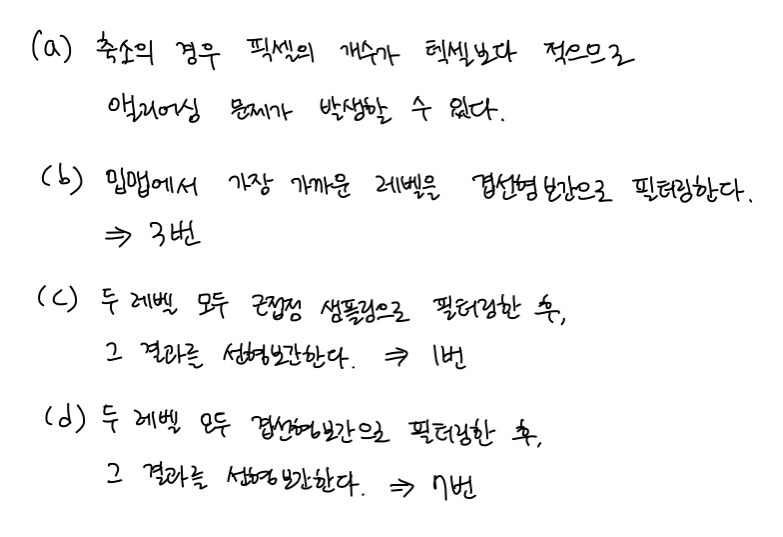 (a) 축소의 경우 픽셀의 개수가 텍셀보다 적으므로
앨리어싱 문제가 발생할 수 있다.
(b) 밉맵에서 가장 가까운 레벨을 겹선형보간으로 필터링한다.
⇒ 3번
(c) 두 레벨 모두 근접점 샘플링으로 필터링한 후,
그 결과를 선형보간한다. ⇒ 1번
(d) 두 레벨 모두 겹선형보간으로 필터링한 후,
그 결과를 선형보간한다. ⇒ 7번